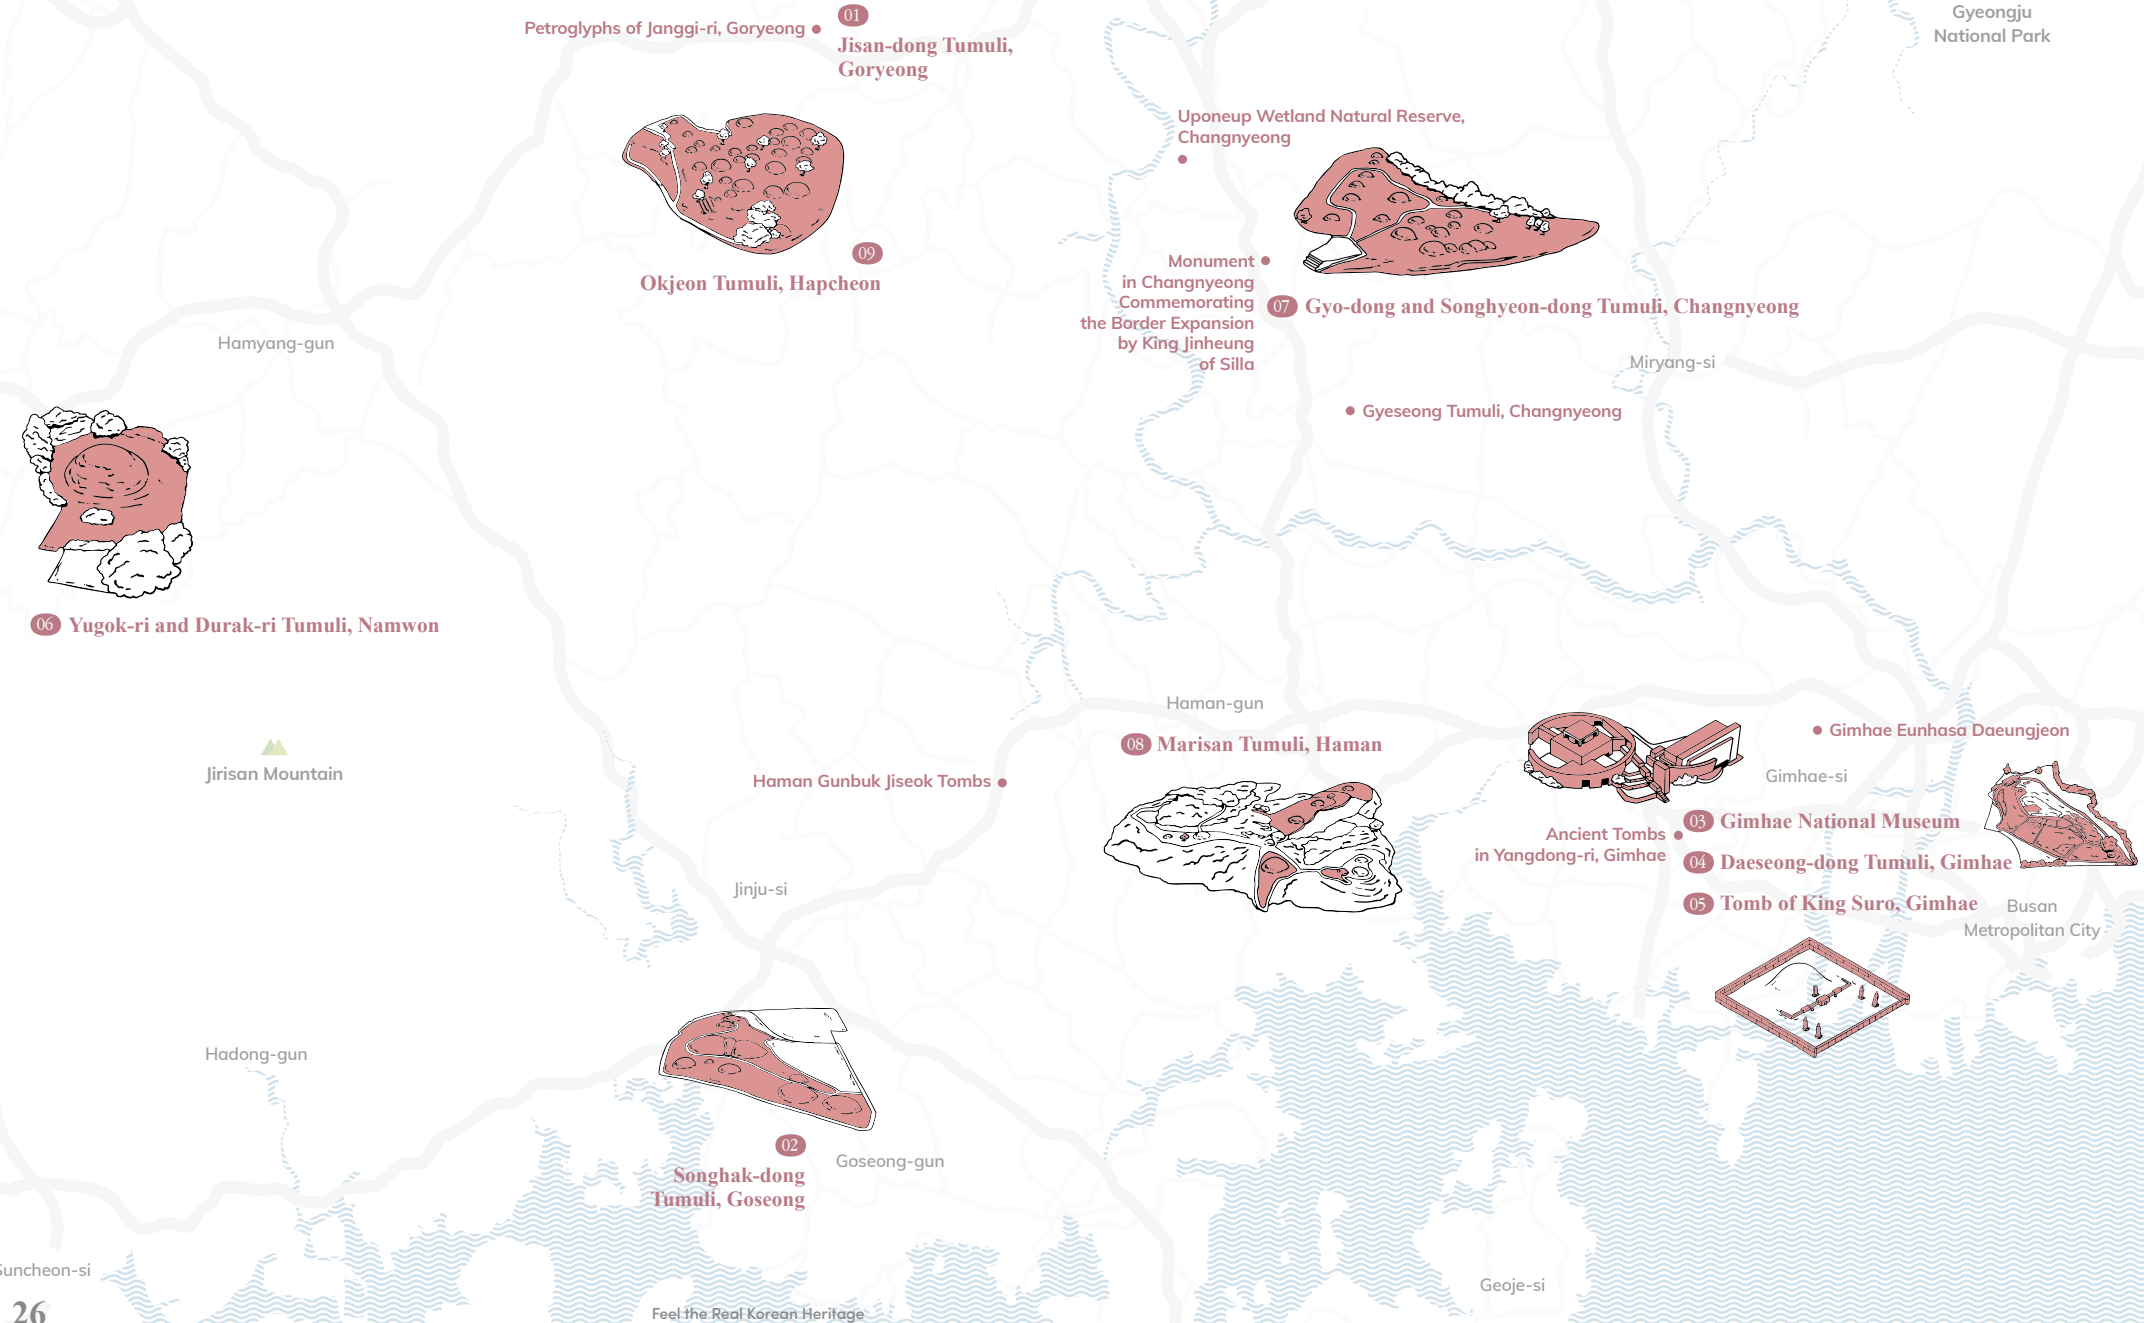 Petroglyphs of Janggi-ri, Goryeong
01
Jisan-dong Tumuli,
Goryeong
Gyeongju
National Park
Uponeup Wetland Natural Reserve,
Changnyeong
09
Okjeon Tumuli, Hapcheon
Monument
in Changnyeong
Commemorating
the Border Expansion
by King Jinheung
of Silla
07 Gyo-dong and Songhyeon-dong Tumuli, Changnyeong
Hamyang-gun
Miryang-si
Gyeseong Tumuli, Changnyeong
06 Yugok-ri and Durak-ri Tumuli, Namwon
Haman-gun
08 Marisan Tumuli, Haman
Gimhae Eunhasa Daeungjeon
Jirisan Mountain
Haman Gunbuk Jiseok Tombs
Gimhae-si
Ancient Tombs
in Yangdong-ri, Gimhae
03 Gimhae National Museum
04 Daeseong-dong Tumuli, Gimhae
05 Tomb of King Suro, Gimhae
Jinju-si
Busan
Metropolitan City
Hadong-gun
02
Songhak-dong
Tumuli, Goseong
Goseong-gun
Suncheon-si
Geoje-si
26
Feel the Real Korean Heritage